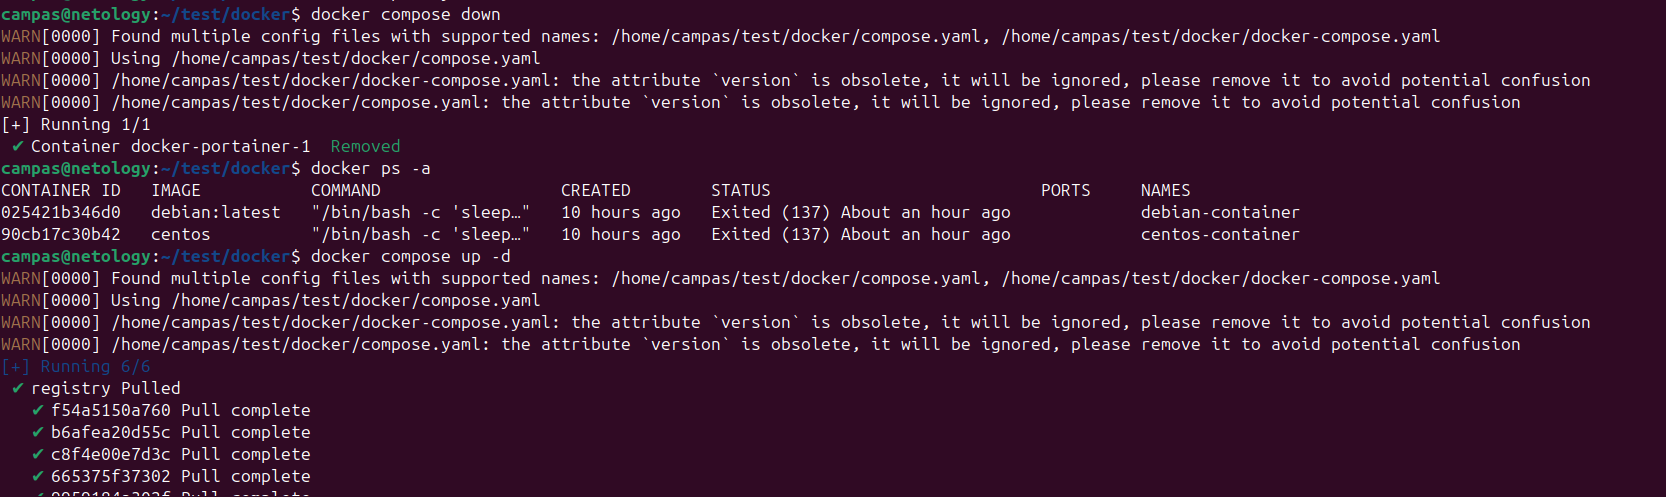 campas@netology:~/test/docker$ docker compose down
WARN[0000] Found multiple config files with supported names: /home/campas/test/docker/compose.yaml, /home/campas/test/docker/docker-compose.yaml
WARN[0000] Using /home/campas/test/docker/compose.yaml
WARN[0000] /home/campas/test/docker/docker-compose.yaml: the attribute `version` is obsolete, it will be ignored, please remove it to avoid potential confusion
WARN[0000] /home/campas/test/docker/compose.yaml: the attribute `version` is obsolete, it will be ignored, please remove it to avoid potential confusion
[+] Running 1/1
✔ Container docker-portainer-1  Removed
campas@netology:~/test/docker$ docker ps -a
CONTAINER ID   IMAGE           COMMAND                  CREATED        STATUS                           PORTS     NAMES
025421b346d0   debian:latest   "/bin/bash -c 'sleep…"   10 hours ago   Exited (137) About an hour ago             debian-container
90cb17c30b42   centos          "/bin/bash -c 'sleep…"   10 hours ago   Exited (137) About an hour ago             centos-container
campas@netology:~/test/docker$ docker compose up -d
WARN[0000] Found multiple config files with supported names: /home/campas/test/docker/compose.yaml, /home/campas/test/docker/docker-compose.yaml
WARN[0000] Using /home/campas/test/docker/compose.yaml
WARN[0000] /home/campas/test/docker/docker-compose.yaml: the attribute `version` is obsolete, it will be ignored, please remove it to avoid potential confusion
WARN[0000] /home/campas/test/docker/compose.yaml: the attribute `version` is obsolete, it will be ignored, please remove it to avoid potential confusion
[+] Running 6/6
✔ registry Pulled
✔ f54a5150a760 Pull complete
✔ b6afea20d55c Pull complete
✔ c8f4e00e7d3c Pull complete
✔ 665375f37302 Pull complete
✔ Pull complete